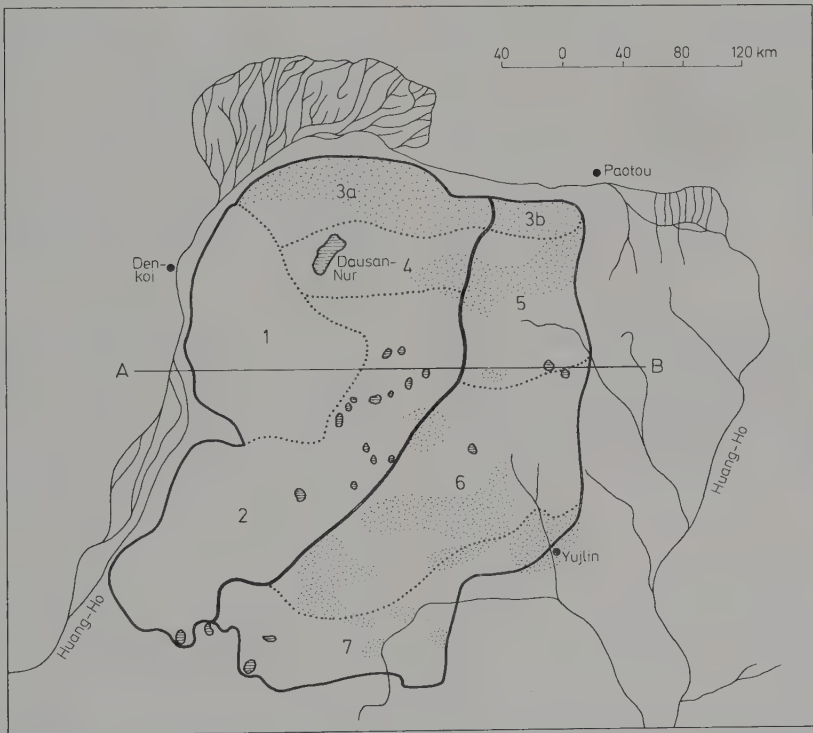 40 0 40 80 120 km
Paotou
3a
3b
Den-
koi
Dausan-
Nur
4
5
1
A
B
Huang-Ho
6
2
Yujlin
Huang-Ho
7